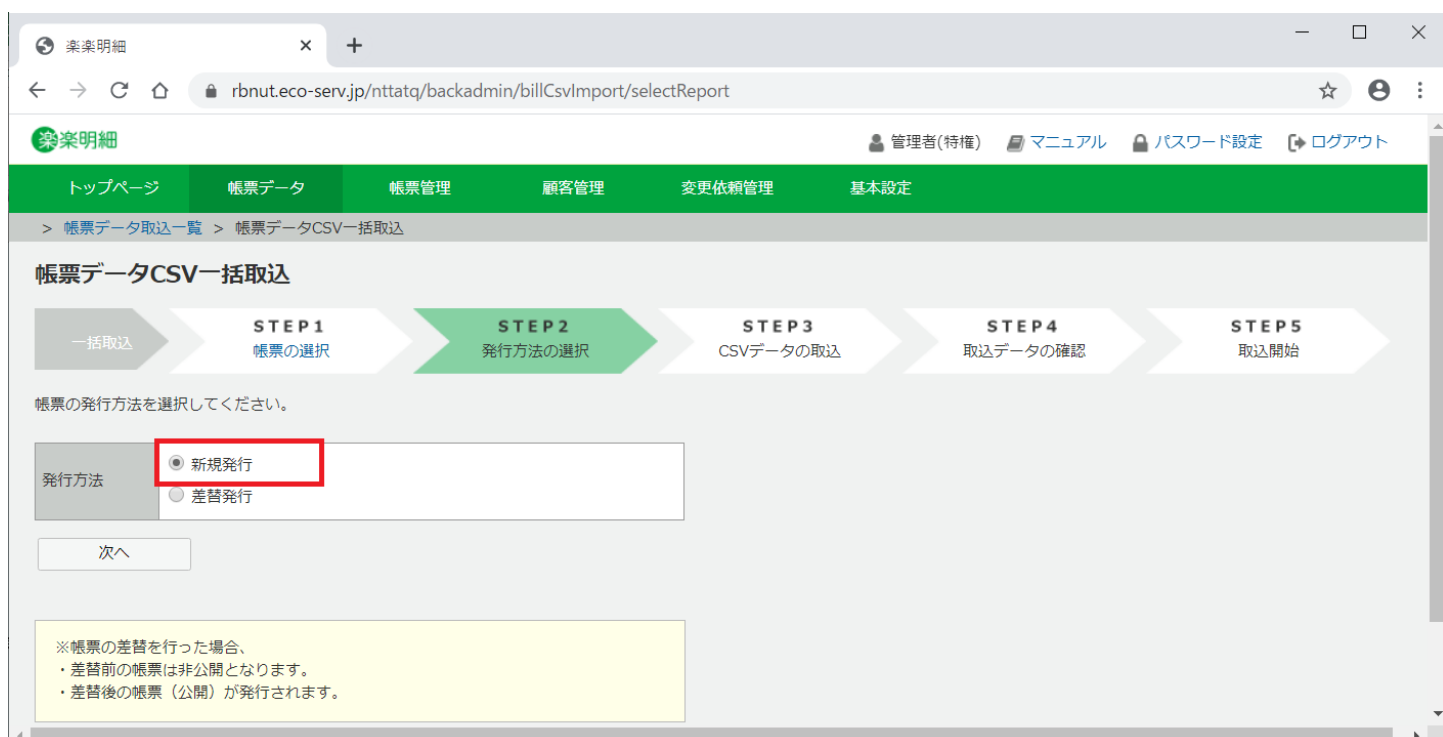 楽楽明細
rbnut.eco-serv.jp/nttatq/backadmin/billCsvImport/selectReport
楽楽明細 管理者(特権) マニュアル パスワード設定 ログアウト
トップページ 帳票データ 帳票管理 顧客管理 変更依頼管理 基本設定
> 帳票データ取込一覧 > 帳票データCSV一括取込
帳票データCSV一括取込
一括取込
STEP1
帳票の選択
STEP2
発行方法の選択
STEP3
CSVデータの取込
STEP4
取込データの確認
STEP5
取込開始
帳票の発行方法を選択してください。
発行方法
新規発行
差替発行
次へ
※帳票の差替を行った場合、
・差替前の帳票は非公開となります。
・差替後の帳票（公開）が発行されます。